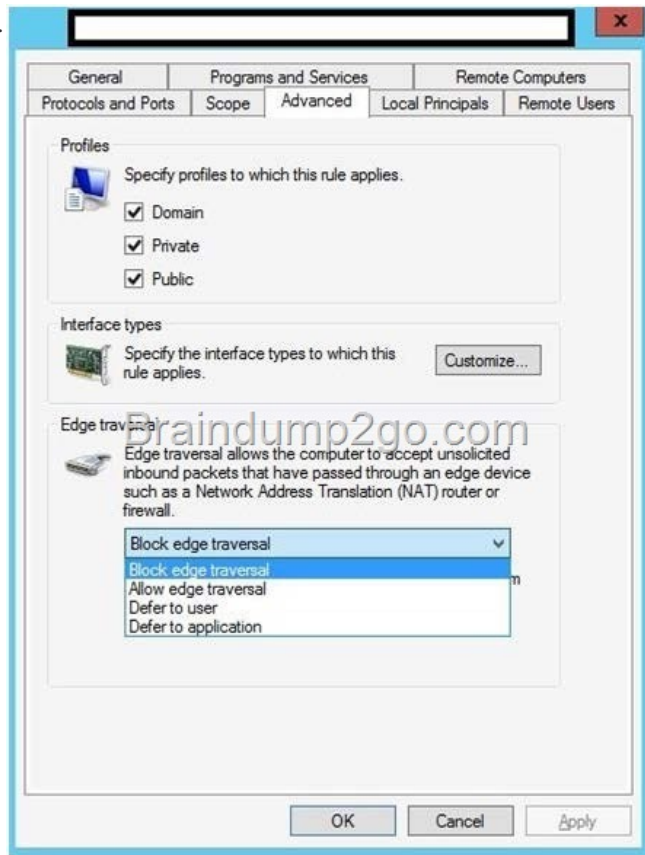 x
General
Programs and Services
Remote Computers
Protocols and Ports
Scope
Advanced
Local Principals
Remote Users
Profiles
Specify profiles to which this rule applies.
Domain
Private
Public
Interface types
Specify the interface types to which this
rule applies.
Customize...
Edge traversal
Braindump2go.com
Edge traversal allows the computer to accept unsolicited
inbound packets that have passed through an edge device
such as a Network Address Translation (NAT) router or
firewall.
Block edge traversal
Block edge traversal
Allow edge traversal
Defer to user
Defer to application
OK
Cancel
Apply